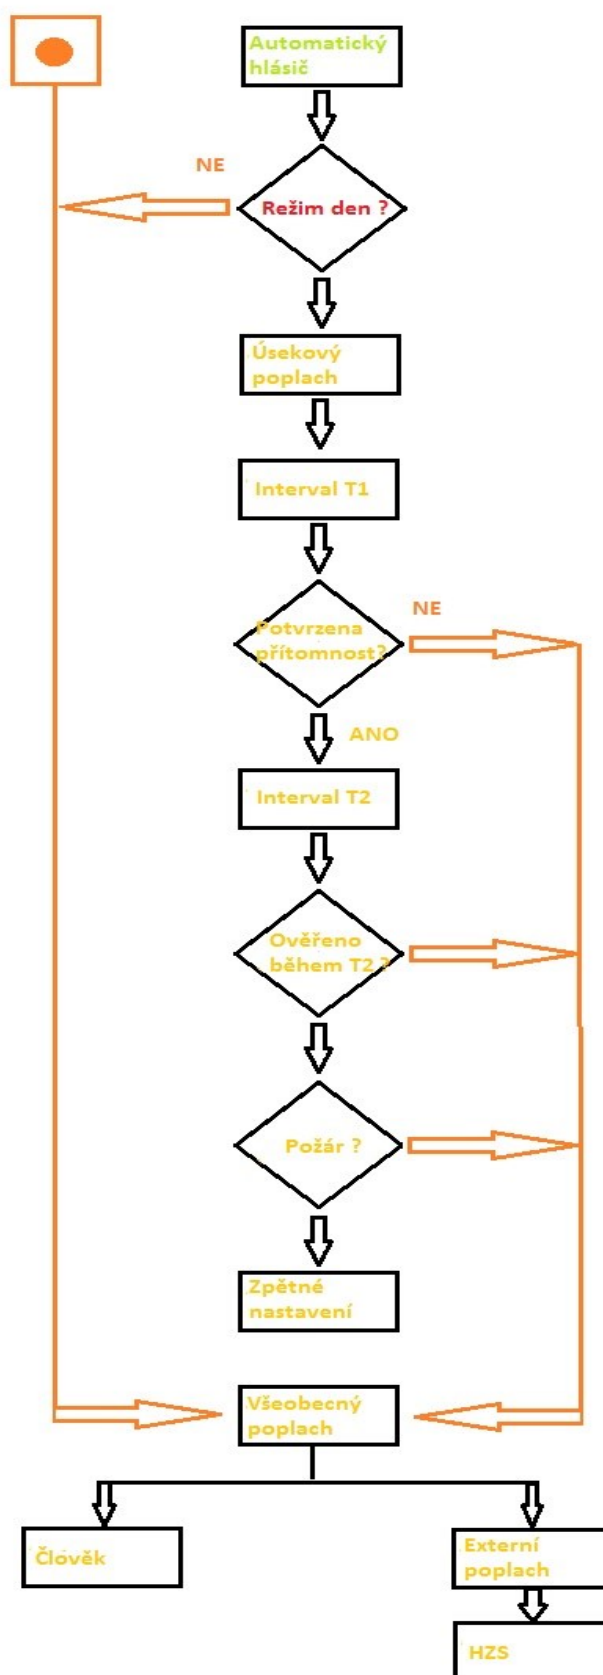 Automatický
hlásič
NE
Režim den ?
Úsekový
poplach
Interval T1
NE
Potvrzena
přítomnost?
ANO
Interval T2
Ověřeno
během T2 ?
Požár ?
Zpětné
nastavení
Všeobecný
poplach
Člověk
Externí
poplach
HZS